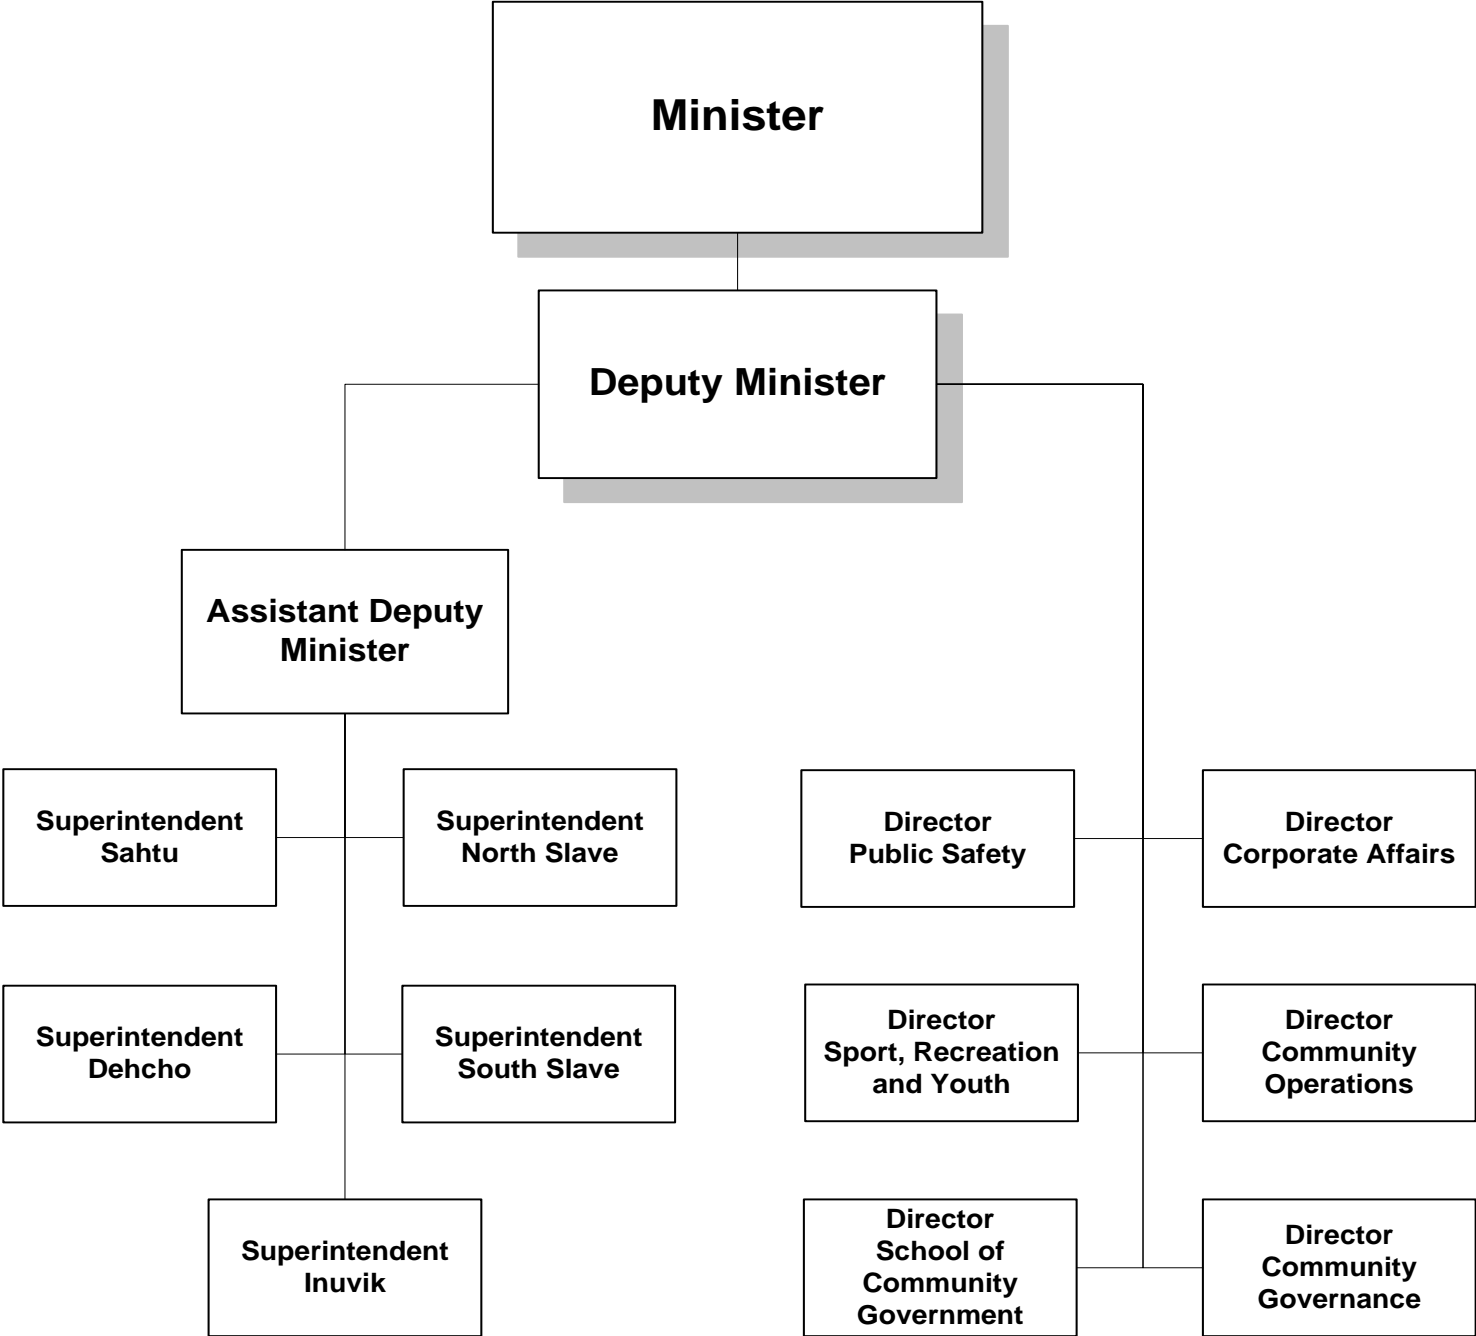 Minister
Deputy Minister
Assistant Deputy
Minister
Superintendent
Sahtu
Superintendent
North Slave
Director
Public Safety
Director
Corporate Affairs
Superintendent
Dehcho
Superintendent
South Slave
Director
Sport, Recreation
and Youth
Director
Community
Operations
Superintendent
Inuvik
Director
School of
Community
Government
Director
Community
Governance